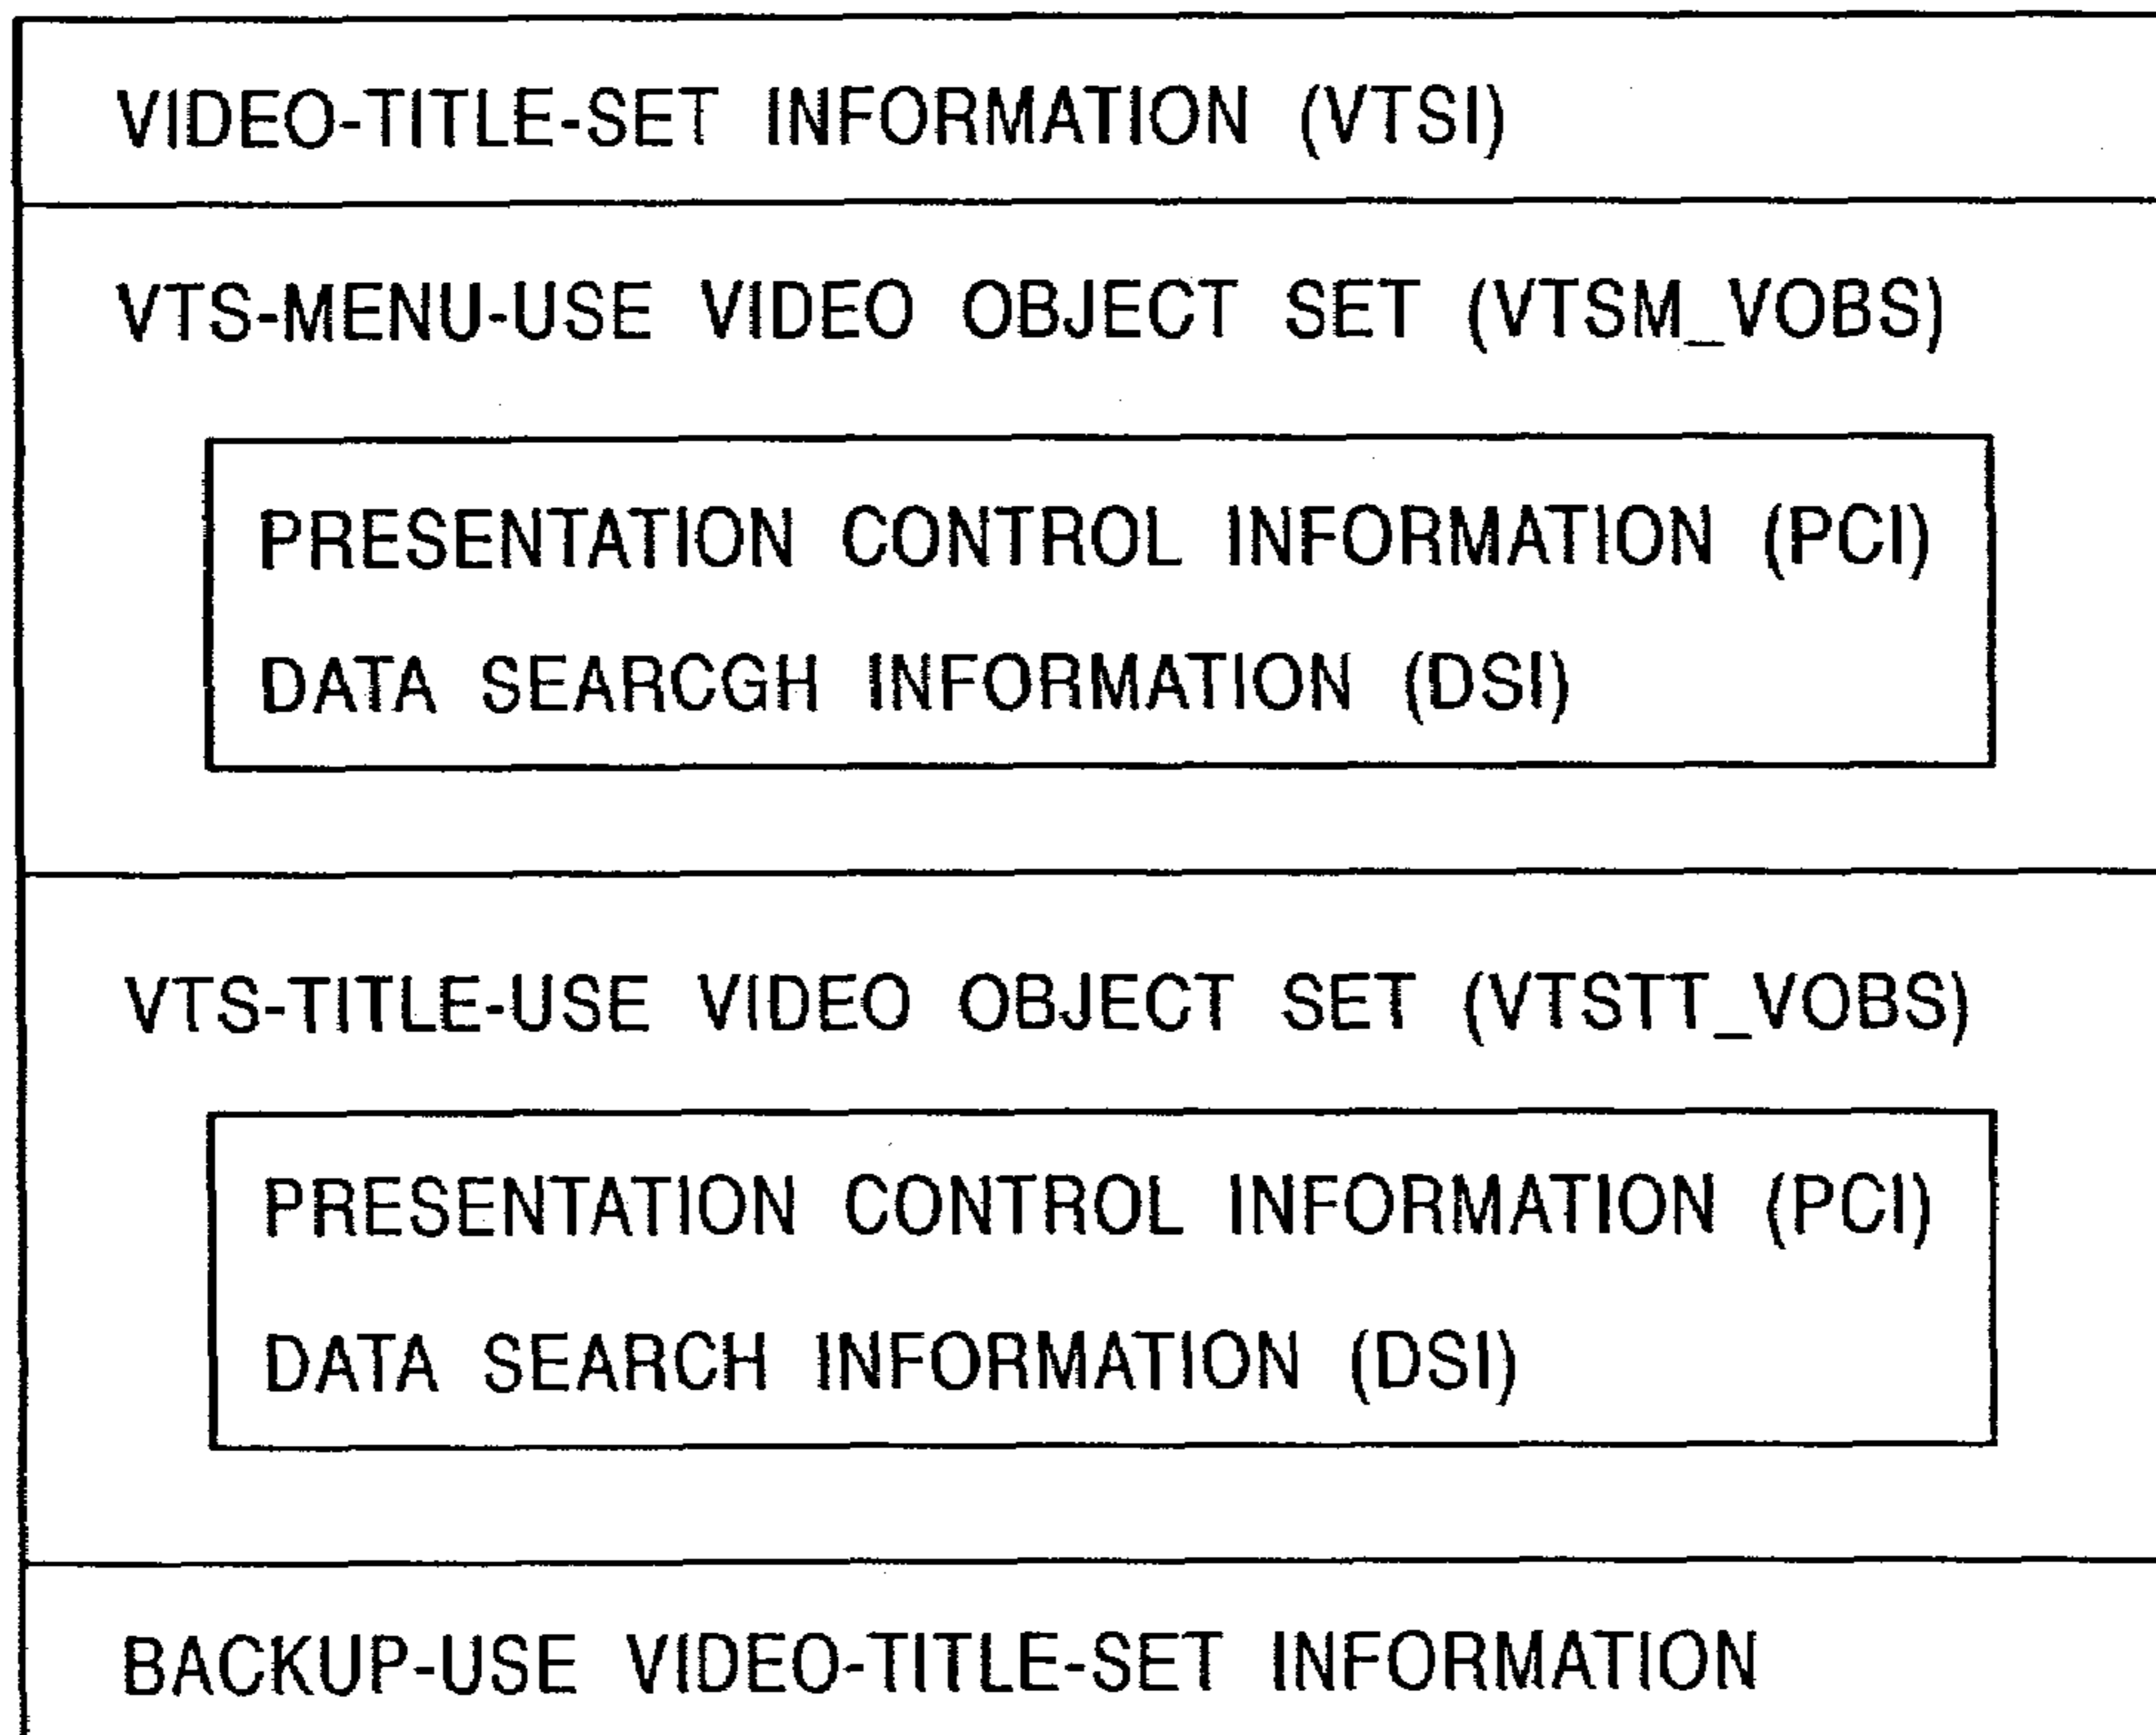 VIDEO-TITLE-SET INFORMATION (VTSI)
VTS-MENU-USE VIDEO OBJECT SET (VTSM_VOBS)
PRESENTATION CONTROL INFORMATION (PCI)
DATA SEARCGH INFORMATION (DSI)
VTS-TITLE-USE VIDEO OBJECT SET (VTSTT_VOBS)
PRESENTATION CONTROL INFORMATION (PCI)
DATA SEARCH INFORMATION (DSI)
BACKUP-USE VIDEO-TITLE-SET INFORMATION